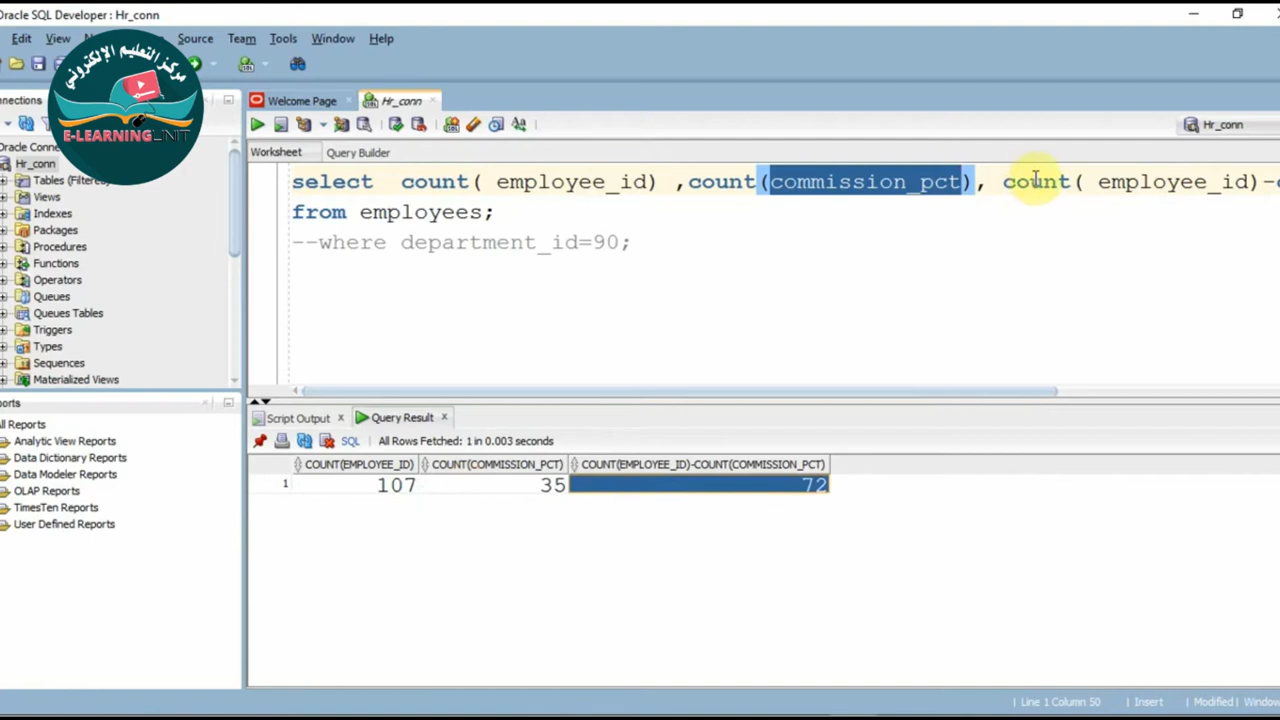 Oracle SQL Developer : Hr_conn
Edit View Source Team Tools Window Help
مركز التعليم الإلكتروني
E-LEARNING UNIT
Welcome Page
Hr_conn
Hr_conn
Worksheet Query Builder
select count( employee_id) ,count(commission_pct), count( employee_id)-
from employees;
--where department_id=90;
Oracle
Hr_conn
Tables
Views
Indexes
Packages
Procedures
Functions
Operators
Queues
Queues Tables
Triggers
Types
Sequences
Materialized Views
All Reports
Analytic View Reports
Data Dictionary Reports
Data Modeler Reports
OLAP Reports
TimesTen Reports
User Defined Reports
Script Output Query Result
SQL All Rows Fetched: 1 in 0.003 seconds
COUNT(EMPLOYEE_ID) COUNT(COMMISSION_PCT) COUNT(EMPLOYEE_ID)-COUNT(COMMISSION_PCT)
1 107 35 72
Line 1 Column 50 Insert Modified